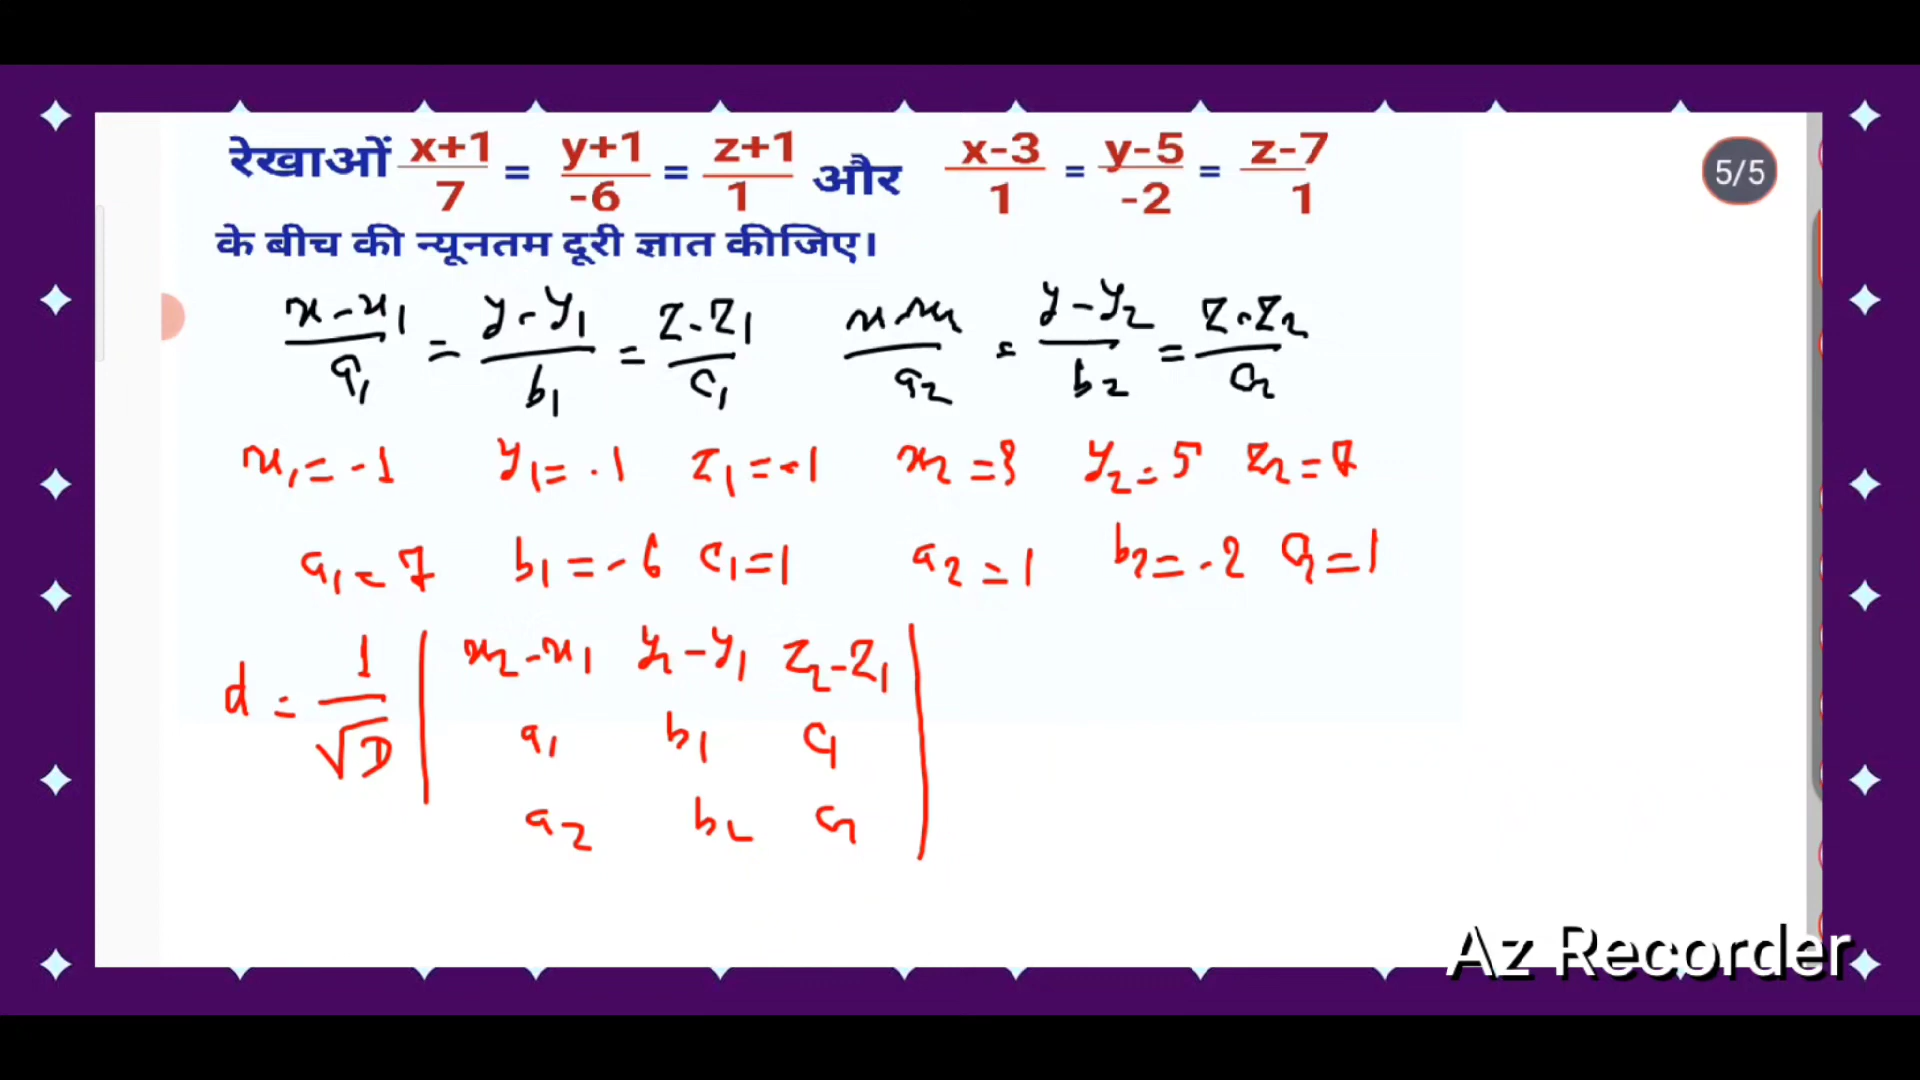 रेखाओं x+1/7 = y+1/-6 = z+1/1 और x-3/1 = y-5/-2 = z-7/1
5/5
के बीच की न्यूनतम दूरी ज्ञात कीजिए।
x-x₁/a₁ = y-y₁/b₁ = z-z₁/c₁ x-x₂/a₂ = y-y₂/b₂ = z-z₂/c₂
x₁=-1 y₁=-1 z₁=-1 x₂=3 y₂=5 z₂=7
a₁=7 b₁=-6 c₁=1 a₂=1 b₂=-2 c₂=1
d = 1/√D | x₂-x₁ y₂-y₁ z₂-z₁ |
a₁ b₁ c₁
a₂ b₂ c₂
Az Recorder